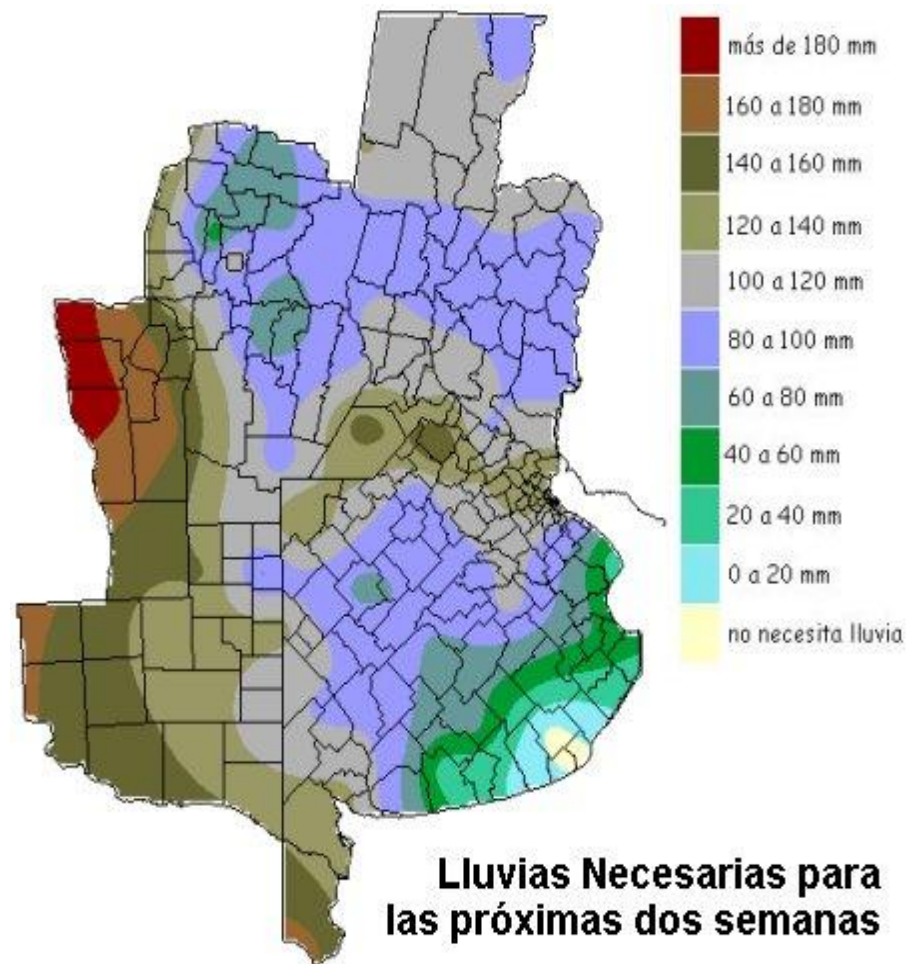 más de 180 mm
160 a 180 mm
140 a 160 mm
120 a 140 mm
100 a 120 mm
80 a 100 mm
60 a 80 mm
40 a 60 mm
20 a 40 mm
0 a 20 mm
no necesita lluvia
Lluvias Necesarias para
las próximas dos semanas